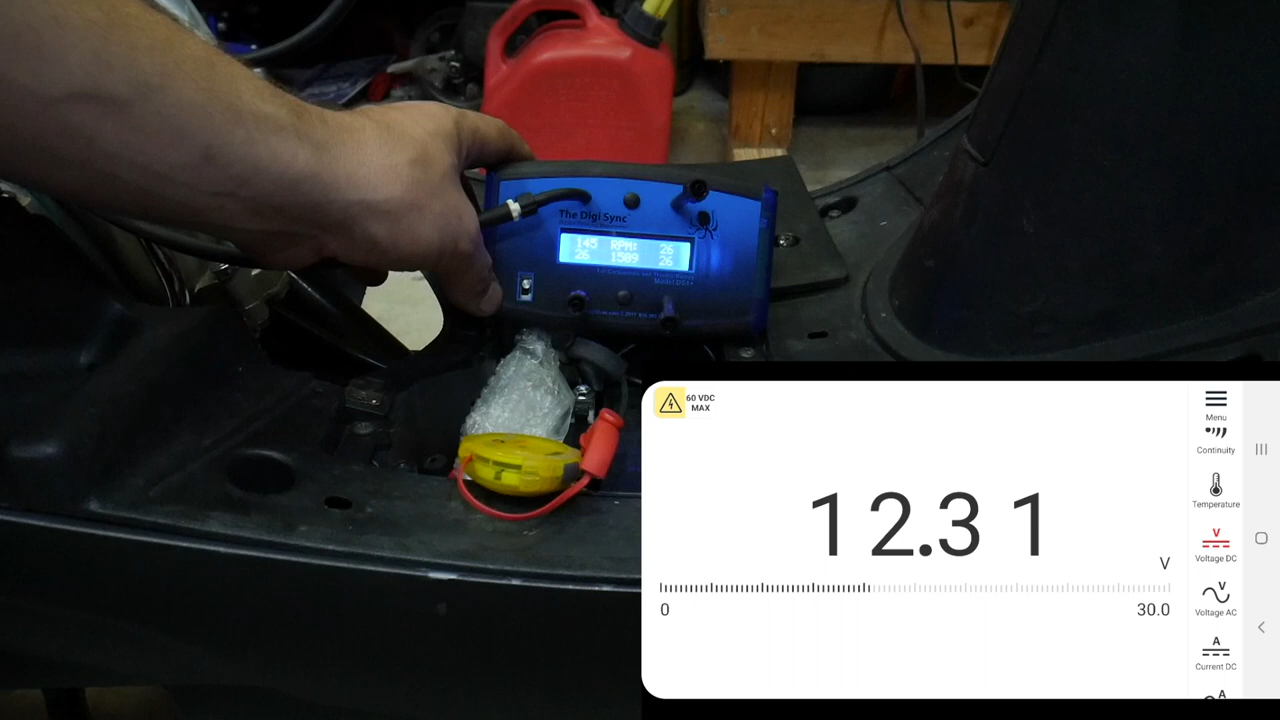 The Digi Sync
145 RPM: 26
26 1509 26
60 VDC
MAX
12.31
V
0
30.0
Menu
Continuity
Temperature
V
Voltage DC
V
Voltage AC
A
Current DC
A